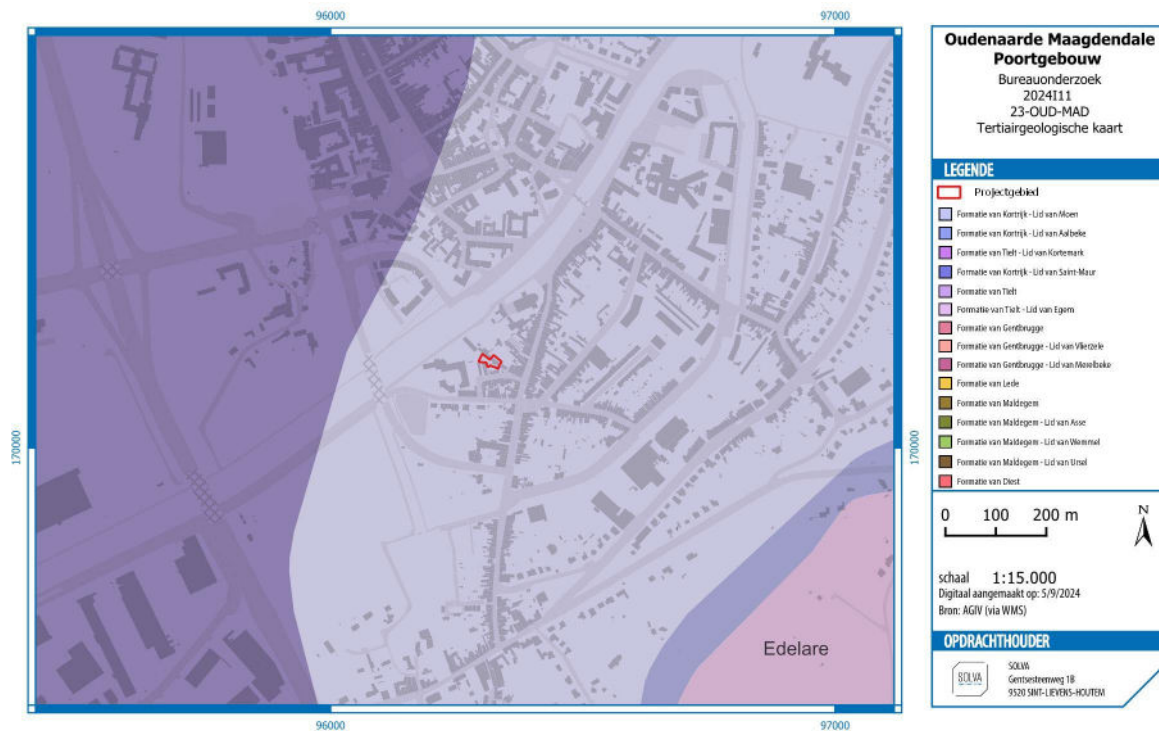 96000
97000
170000
170000
Edelare
96000
97000
Oudenaarde Maagdendale
Poortgebouw
Bureauonderzoek
2024I11
23-OUD-MAD
Tertiairgeologische kaart
LEGENDE
Projectgebied
Formatie van Kortrijk - Lid van Moen
Formatie van Kortrijk - Lid van Aalbeke
Formatie van Tielt - Lid van Kortemark
Formatie van Kortrijk - Lid van Saint-Maur
Formatie van Tielt
Formatie van Tielt - Lid van Egem
Formatie van Gentbrugge
Formatie van Gentbrugge - Lid van Vlierzele
Formatie van Gentbrugge - Lid van Merelbeke
Formatie van Lede
Formatie van Maldegem
Formatie van Maldegem - Lid van Asse
Formatie van Maldegem - Lid van Wemmel
Formatie van Maldegem - Lid van Ursel
Formatie van Diest
0 100 200 m
N
schaal 1:15.000
Digitaal aangemaakt op: 5/9/2024
Bron: AGIV (via WMS)
OPDRACHTHOUDER
SOLVA
SOLVA
Gentsesteenweg 1B
9520 SINT-LIEVENS-HOUTEM